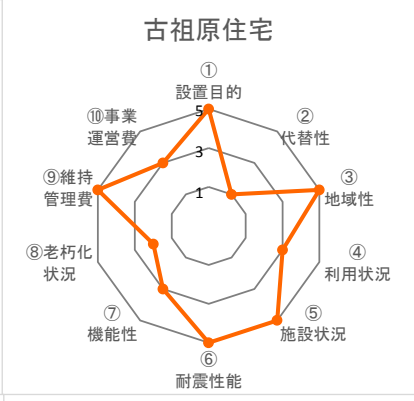 古祖原住宅
①
設置目的
②
代替性
③
地域性
④
利用状況
⑤
施設状況
⑥
耐震性能
⑦
機能性
⑧老朽化
状況
⑨維持
管理費
⑩事業
運営費
5
3
1